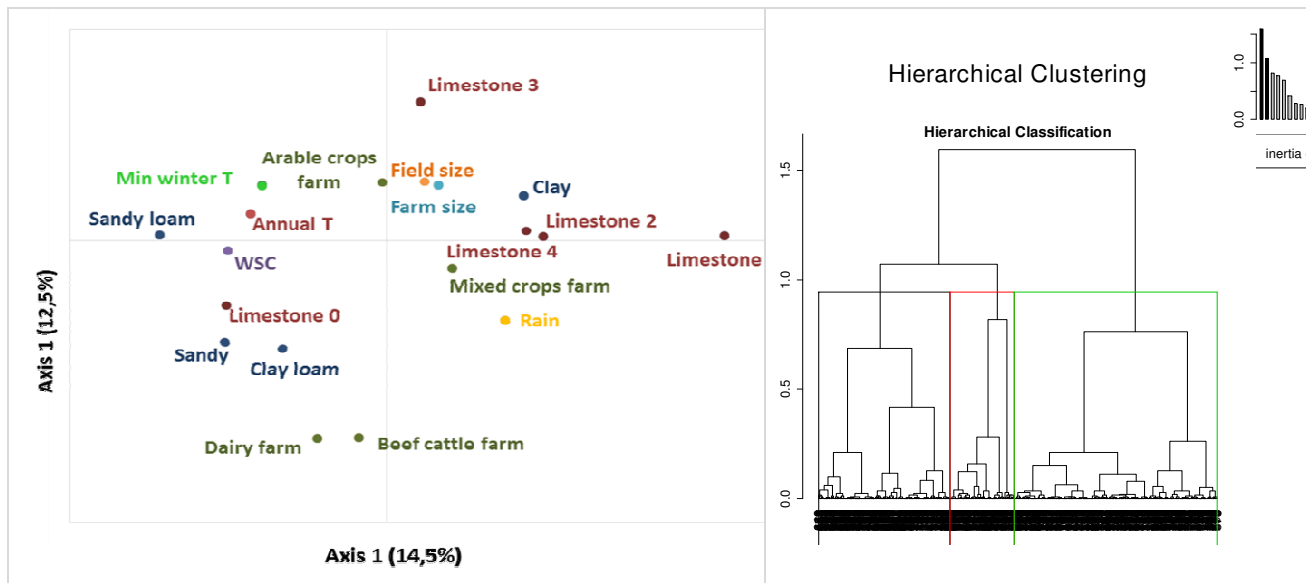 Limestone 3
Arable crops
farm
Field size
Min winter T
Farm size
Clay
Sandy loam
Annual T
Limestone 2
WSC
Limestone 4
Limestone
Mixed crops farm
Limestone 0
Rain
Sandy
Clay loam
Dairy farm
Beef cattle farm
Axis 1 (12,5%)
Axis 1 (14,5%)
Hierarchical Clustering
1.0
0.0
inertia
Hierarchical Classification
1.5
1.0
0.5
0.0